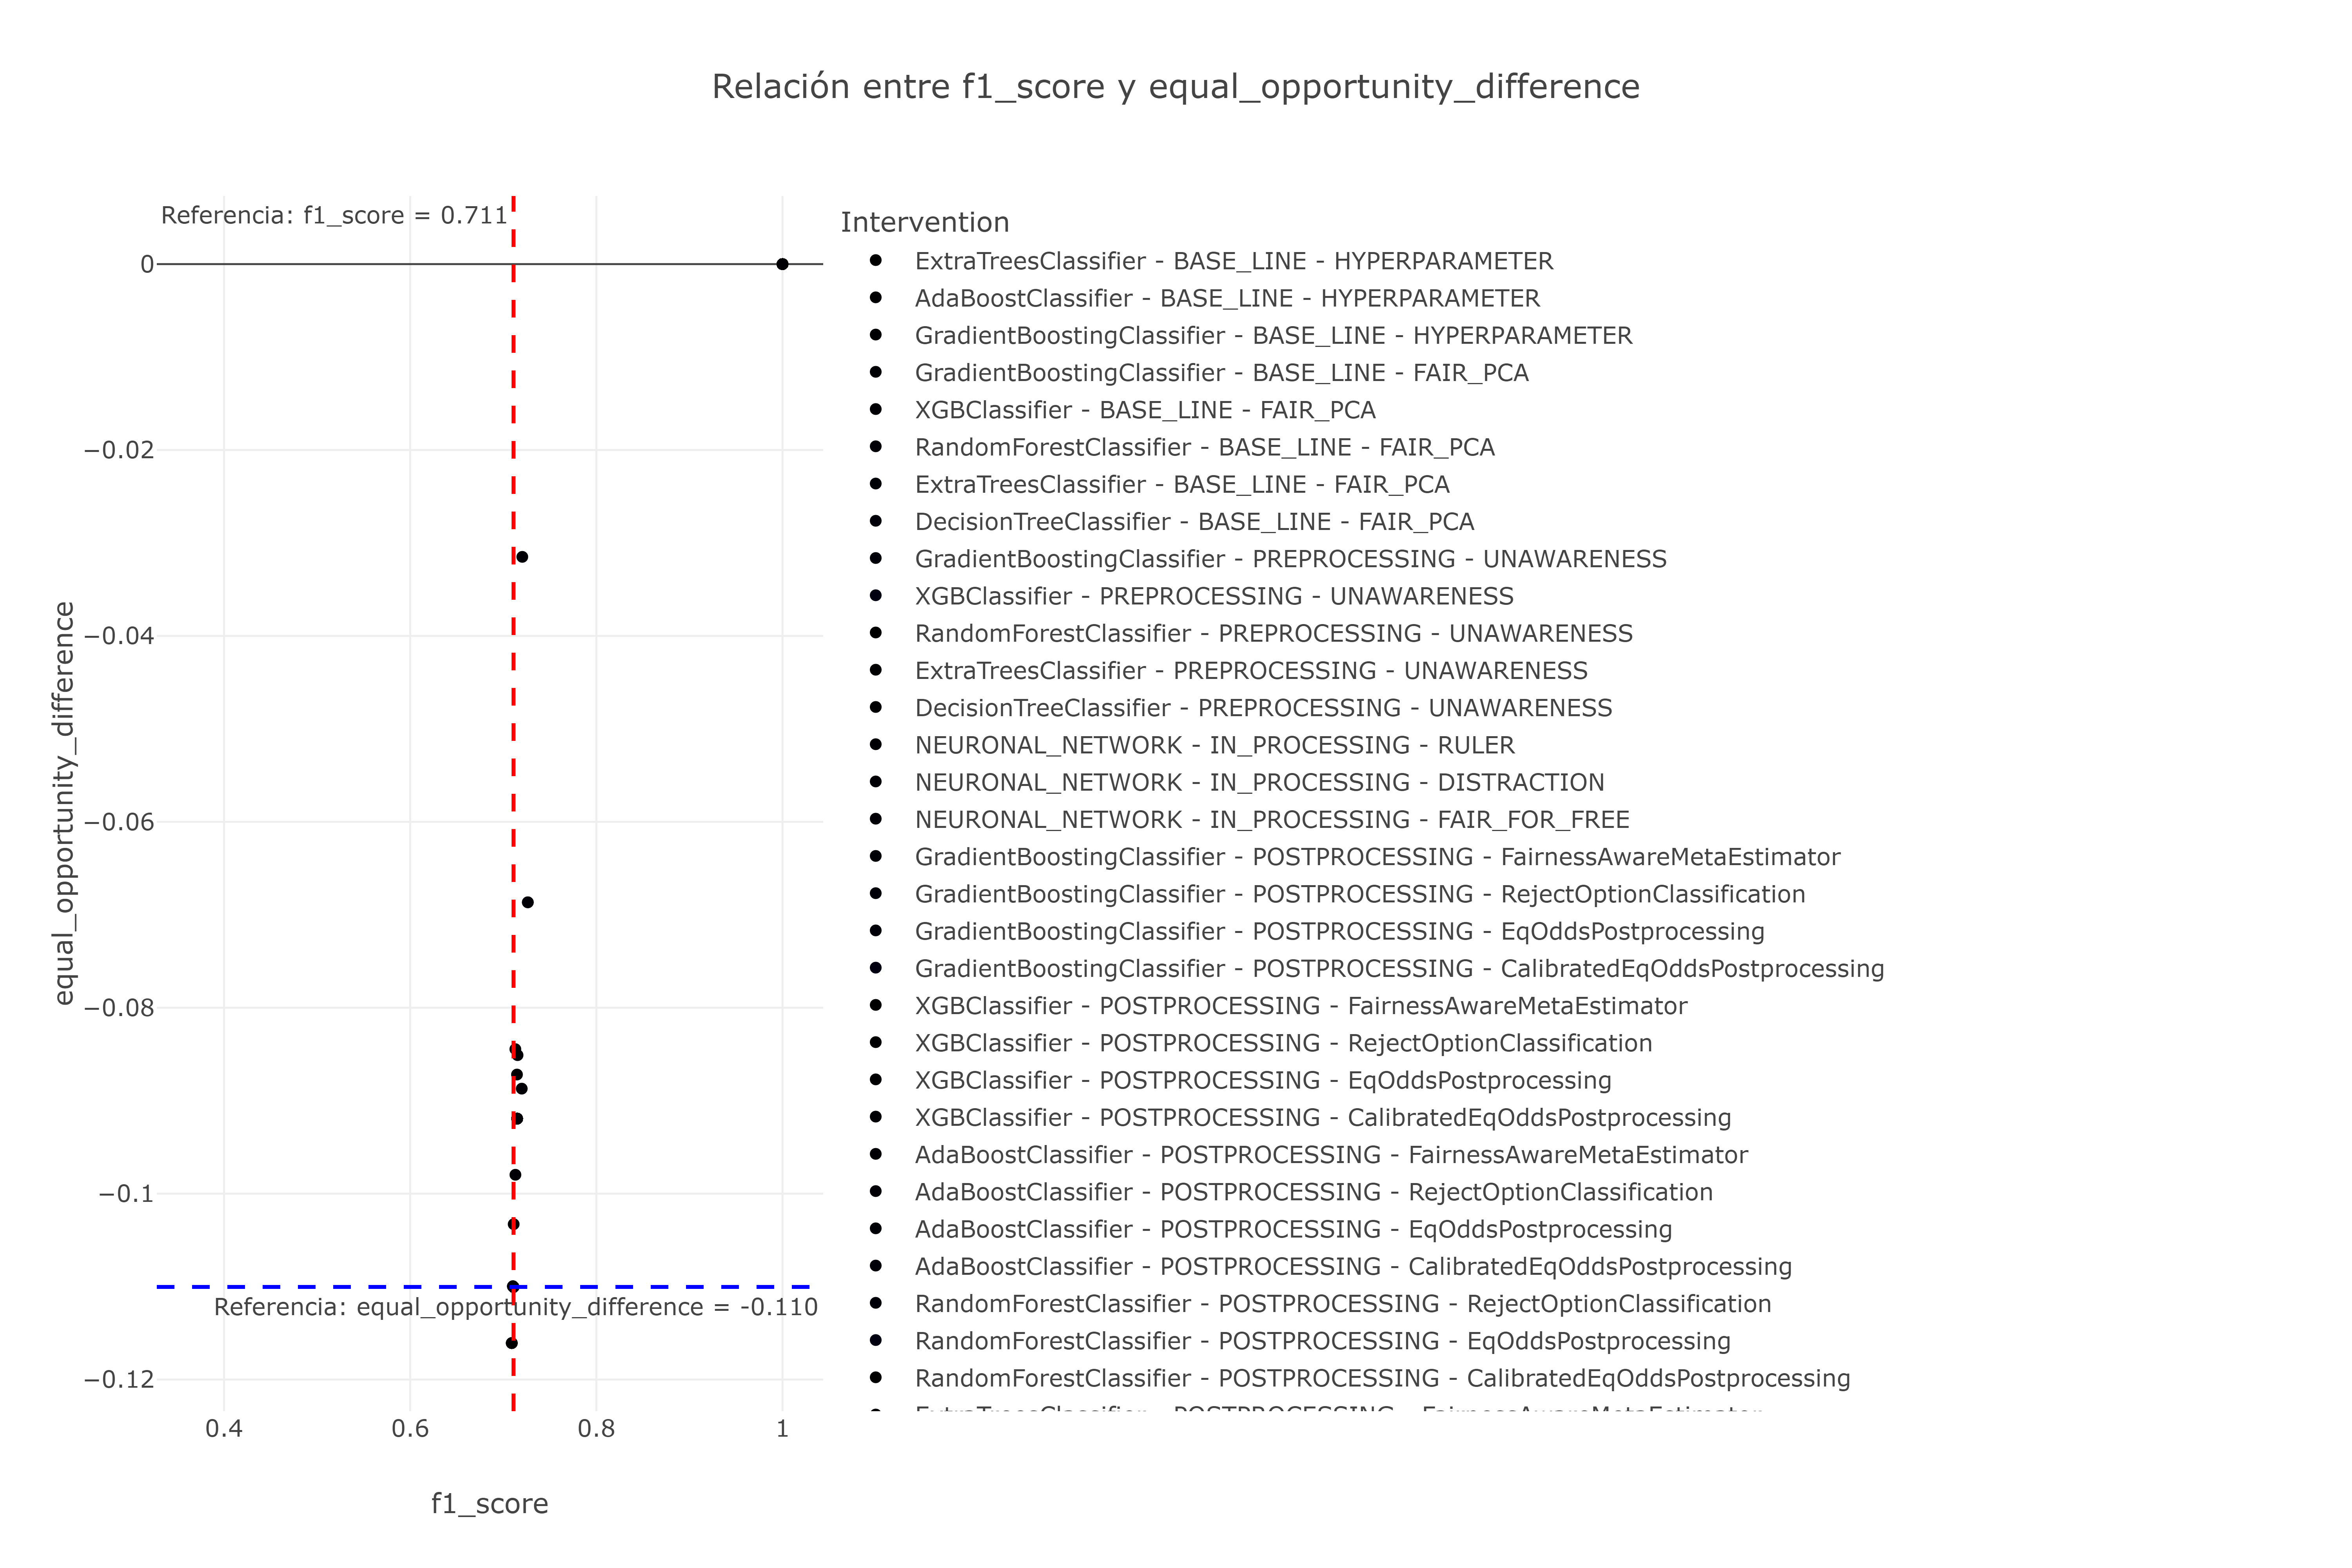 Relación entre f1_score y equal_opportunity_difference
Referencia: f1_score = 0.711
0
−0.02
−0.04
−0.06
−0.08
−0.1
−0.12
equal_opportunity_difference
Referencia: equal_opportunity_difference = -0.110
0.4
0.6
0.8
1
f1_score
Intervention
ExtraTreesClassifier - BASE_LINE - HYPERPARAMETER
AdaBoostClassifier - BASE_LINE - HYPERPARAMETER
GradientBoostingClassifier - BASE_LINE - HYPERPARAMETER
GradientBoostingClassifier - BASE_LINE - FAIR_PCA
XGBClassifier - BASE_LINE - FAIR_PCA
RandomForestClassifier - BASE_LINE - FAIR_PCA
ExtraTreesClassifier - BASE_LINE - FAIR_PCA
DecisionTreeClassifier - BASE_LINE - FAIR_PCA
GradientBoostingClassifier - PREPROCESSING - UNAWARENESS
XGBClassifier - PREPROCESSING - UNAWARENESS
RandomForestClassifier - PREPROCESSING - UNAWARENESS
ExtraTreesClassifier - PREPROCESSING - UNAWARENESS
DecisionTreeClassifier - PREPROCESSING - UNAWARENESS
NEURONAL_NETWORK - IN_PROCESSING - RULER
NEURONAL_NETWORK - IN_PROCESSING - DISTRACTION
NEURONAL_NETWORK - IN_PROCESSING - FAIR_FOR_FREE
GradientBoostingClassifier - POSTPROCESSING - FairnessAwareMetaEstimator
GradientBoostingClassifier - POSTPROCESSING - RejectOptionClassification
GradientBoostingClassifier - POSTPROCESSING - EqOddsPostprocessing
GradientBoostingClassifier - POSTPROCESSING - CalibratedEqOddsPostprocessing
XGBClassifier - POSTPROCESSING - FairnessAwareMetaEstimator
XGBClassifier - POSTPROCESSING - RejectOptionClassification
XGBClassifier - POSTPROCESSING - EqOddsPostprocessing
XGBClassifier - POSTPROCESSING - CalibratedEqOddsPostprocessing
AdaBoostClassifier - POSTPROCESSING - FairnessAwareMetaEstimator
AdaBoostClassifier - POSTPROCESSING - RejectOptionClassification
AdaBoostClassifier - POSTPROCESSING - EqOddsPostprocessing
AdaBoostClassifier - POSTPROCESSING - CalibratedEqOddsPostprocessing
RandomForestClassifier - POSTPROCESSING - RejectOptionClassification
RandomForestClassifier - POSTPROCESSING - EqOddsPostprocessing
RandomForestClassifier - POSTPROCESSING - CalibratedEqOddsPostprocessing